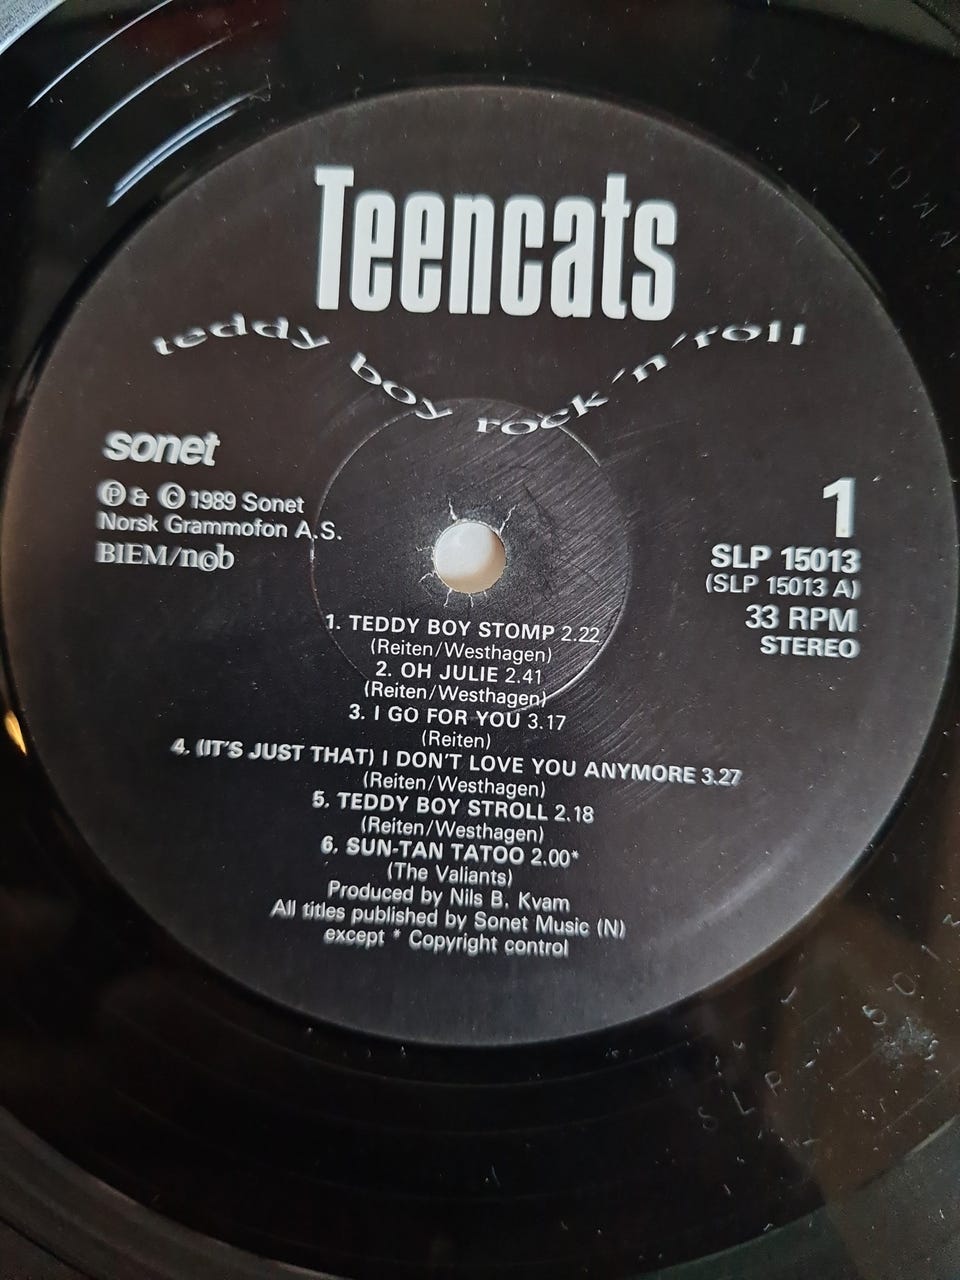 Teencats
teddy boy rock'n'roll
sonet
℗ & © 1989 Sonet
Norsk Grammofon A.S.
BIEM/ncb
1
SLP 15013
(SLP 15013 A)
33 RPM
STEREO
1. TEDDY BOY STOMP 2.22
(Reiten/Westhagen)
2. OH JULIE 2.41
(Reiten/Westhagen)
3. I GO FOR YOU 3.17
(Reiten)
4. (IT'S JUST THAT) I DON'T LOVE YOU ANYMORE 3.27
(Reiten/Westhagen)
5. TEDDY BOY STROLL 2.18
(Reiten/Westhagen)
6. SUN-TAN TATOO 2.00*
(The Valiants)
Produced by Nils B. Kvam
All titles published by Sonet Music (N)
except * Copyright control
SLP